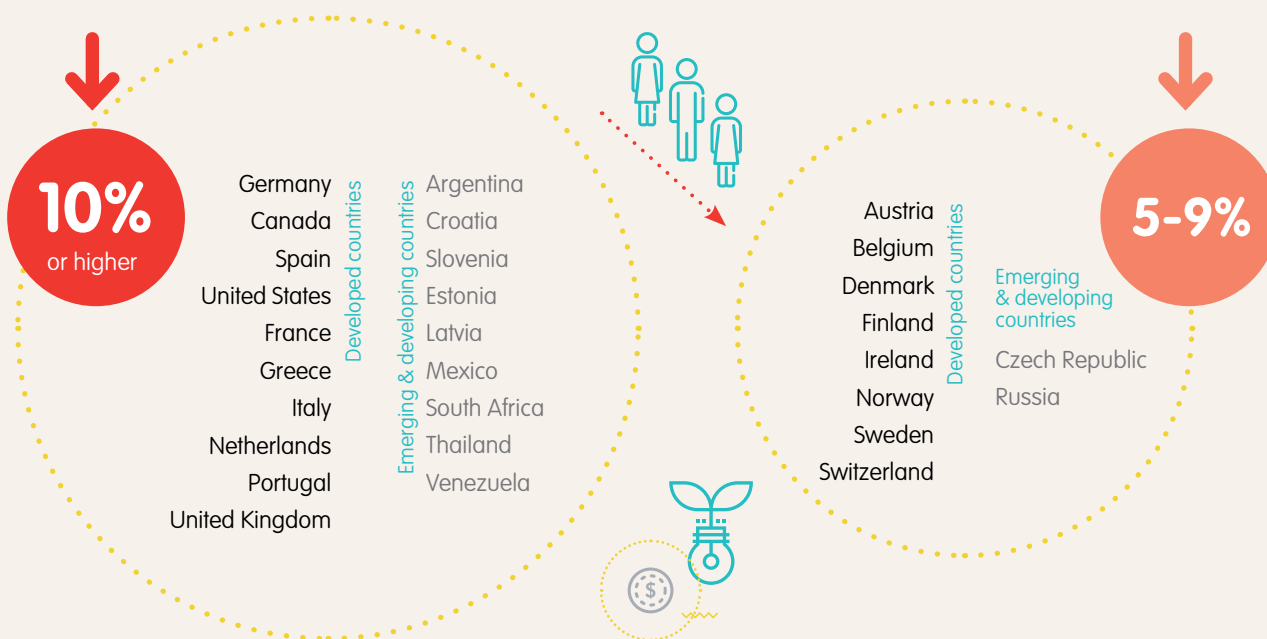 10%
or higher
Germany
Canada
Spain
United States
France
Greece
Italy
Netherlands
Portugal
United Kingdom
Developed countries
Emerging & developing countries
Argentina
Croatia
Slovenia
Estonia
Latvia
Mexico
South Africa
Thailand
Venezuela
$
Austria
Belgium
Denmark
Finland
Ireland
Norway
Sweden
Switzerland
Developed countries
Emerging
& developing
countries
Czech Republic
Russia
5-9%